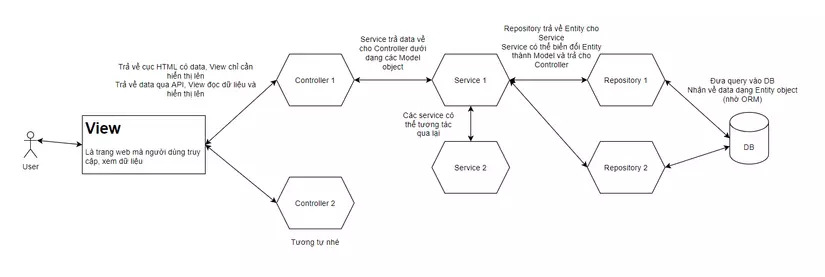 Trả về cục HTML có data, View chỉ cần
hiển thị lên
Trả về data qua API, View đọc dữ liệu và
hiển thị lên
Service trả data về
cho Controller dưới
dạng các Model
object
Repository trả về Entity cho
Service
Service có thể biến đổi Entity
thành Model và trả cho
Controller
Đưa query vào DB
Nhận về data dạng Entity object
(nhờ ORM)
Controller 1
Service 1
Repository 1
Các service có
thể tương tác
qua lại
View
Là trang web mà người dùng truy
cập, xem dữ liệu
User
DB
Service 2
Repository 2
Controller 2
Tương tự nhé